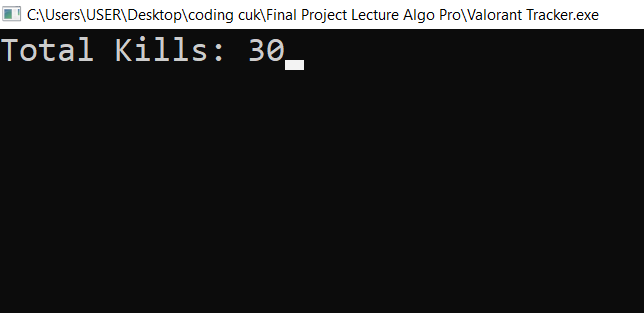 C:\Users\USER\Desktop\coding cuk\Final Project Lecture Algo Pro\Valorant Tracker.exe
Total Kills: 30